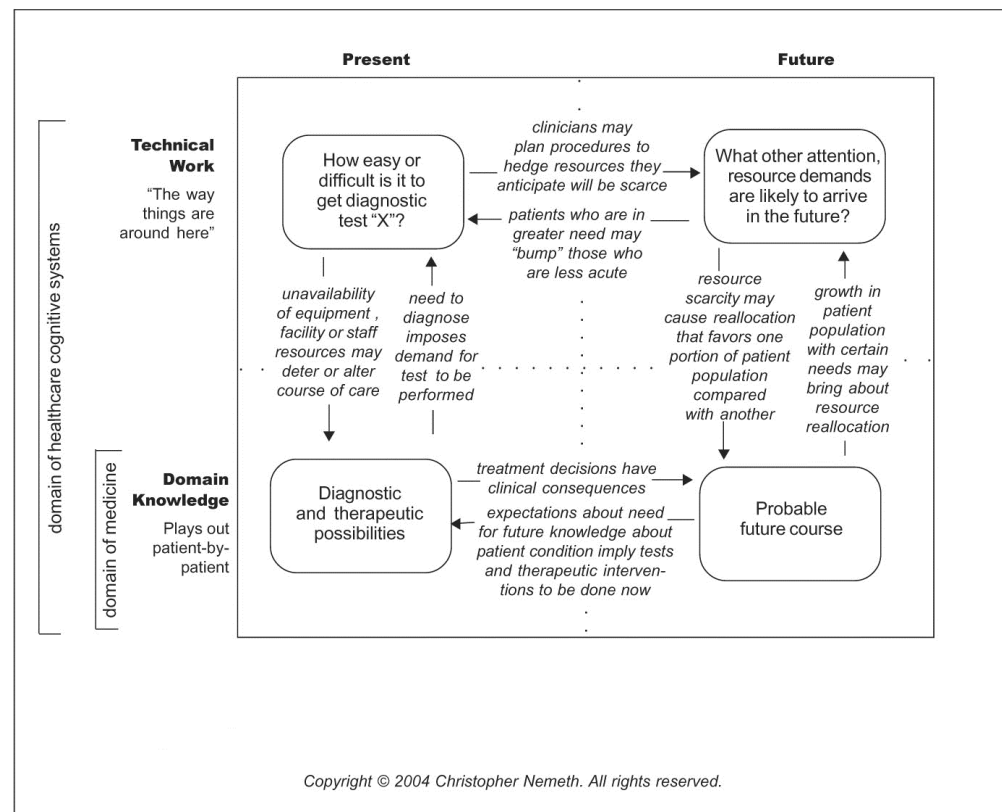 Present
Future
Technical
Work
“The way
things are
around here”
How easy or
difficult is it to
get diagnostic
test “X”?
clinicians may
plan procedures to
hedge resources they
anticipate will be scarce
patients who are in
greater need may
“bump” those who
are less acute
What other attention,
resource demands
are likely to arrive
in the future?
unavailability
of equipment ,
facility or staff
resources may
deter or alter
course of care
need to
diagnose
imposes
demand for
test to be
performed
resource
scarcity may
cause reallocation
that favors one
portion of patient
population
compared
with another
growth in
patient
population
with certain
needs may
bring about
resource
reallocation
domain of healthcare cognitive systems
domain of medicine
Domain
Knowledge
Plays out
patient-by-
patient
Diagnostic
and therapeutic
possibilities
treatment decisions have
clinical consequences
expectations about need
for future knowledge about
patient condition imply tests
and therapeutic interven-
tions to be done now
Probable
future course
Copyright © 2004 Christopher Nemeth. All rights reserved.